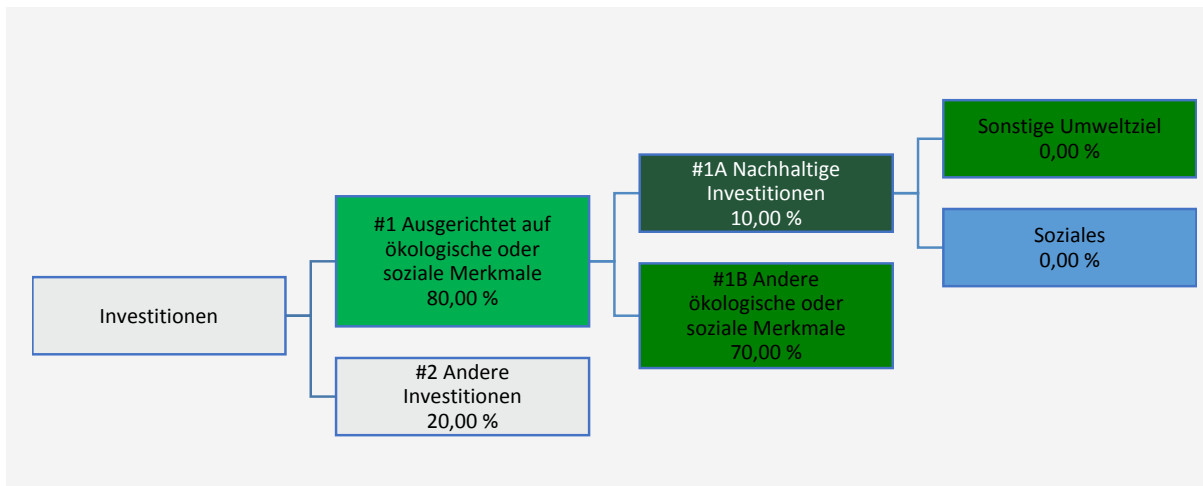 Investitionen
#1 Ausgerichtet auf
ökologische oder
soziale Merkmale
80,00 %
#2 Andere
Investitionen
20,00 %
#1A Nachhaltige
Investitionen
10,00 %
#1B Andere
ökologische oder
soziale Merkmale
70,00 %
Sonstige Umweltziel
0,00 %
Soziales
0,00 %